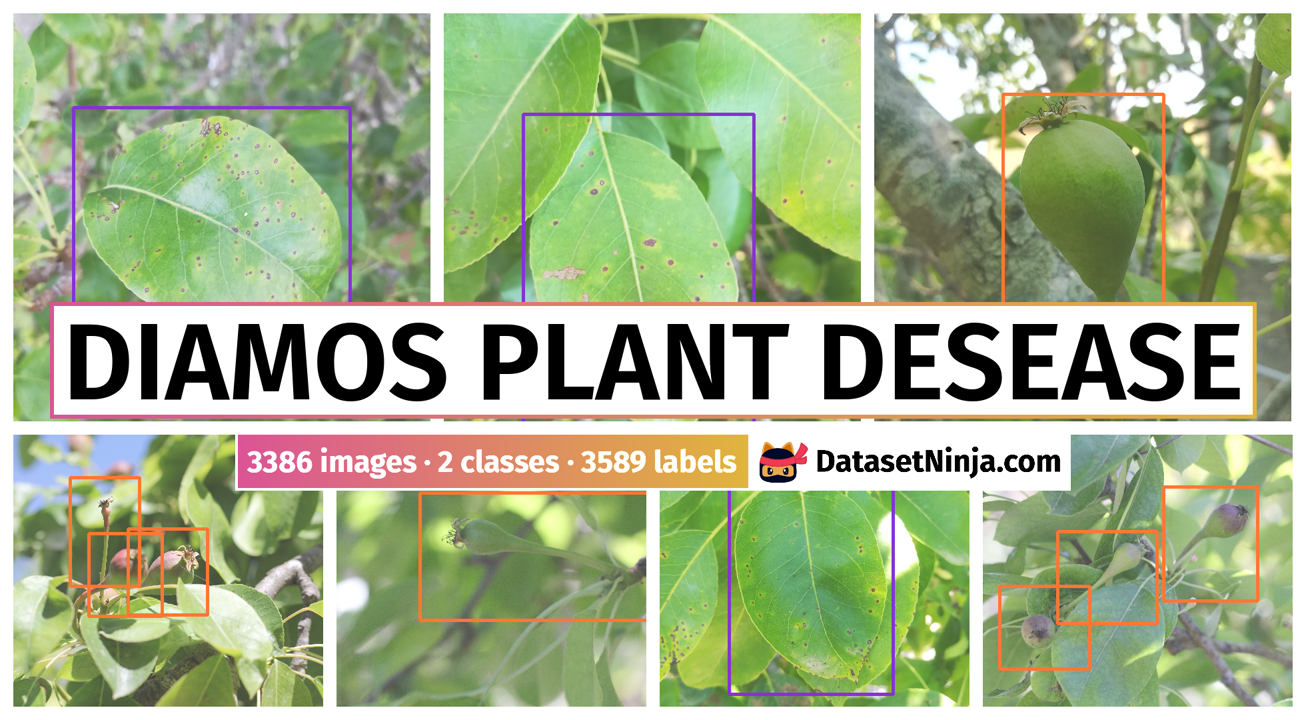 DIAMOS PLANT DESEASE
3386 images · 2 classes · 3589 labels
DatasetNinja.com